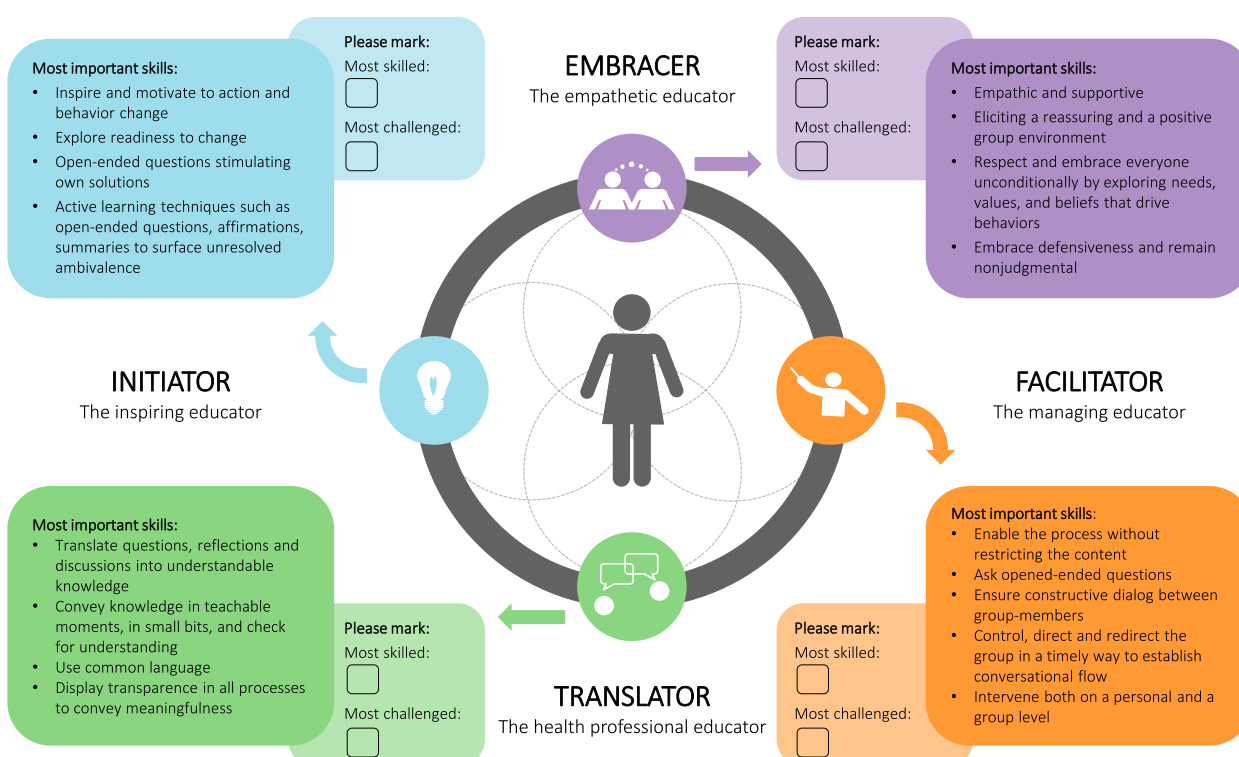 Most important skills:
• Inspire and motivate to action and
behavior change
• Explore readiness to change
• Open-ended questions stimulating
own solutions
• Active learning techniques such as
open-ended questions, affirmations,
summaries to surface unresolved
ambivalence
Please mark:
Most skilled:
Most challenged:
EMBRACER
The empathetic educator
Please mark:
Most skilled:
Most challenged:
Most important skills:
• Empathic and supportive
• Eliciting a reassuring and a positive
group environment
• Respect and embrace everyone
unconditionally by exploring needs,
values, and beliefs that drive
behaviors
• Embrace defensiveness and remain
nonjudgmental
INITIATOR
The inspiring educator
FACILITATOR
The managing educator
Most important skills:
• Translate questions, reflections and
discussions into understandable
knowledge
• Convey knowledge in teachable
moments, in small bits, and check
for understanding
• Use common language
• Display transparence in all processes
to convey meaningfulness
Please mark:
Most skilled:
Most challenged:
TRANSLATOR
The health professional educator
Please mark:
Most skilled:
Most challenged:
Most important skills:
• Enable the process without
restricting the content
• Ask opened-ended questions
• Ensure constructive dialog between
group-members
• Control, direct and redirect the
group in a timely way to establish
conversational flow
• Intervene both on a personal and a
group level